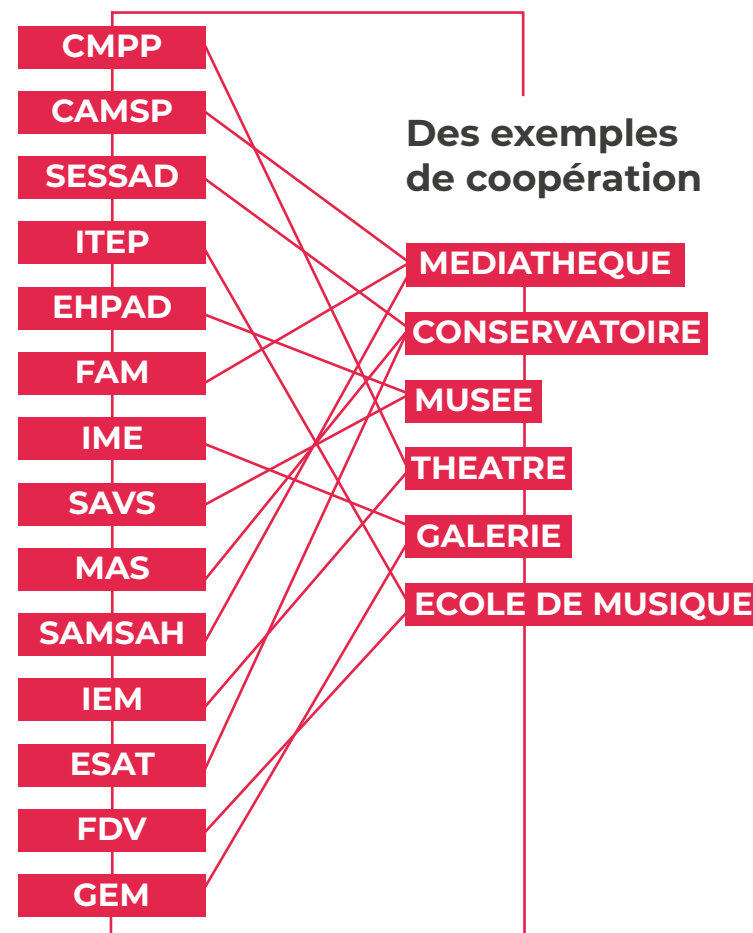 CMPP
CAMSP
SESSAD
ITEP
EHPAD
FAM
IME
SAVS
MAS
SAMSAH
IEM
ESAT
FDV
GEM
Des exemples
de coopération
MEDIATHEQUE
CONSERVATOIRE
MUSEE
THEATRE
GALERIE
ECOLE DE MUSIQUE